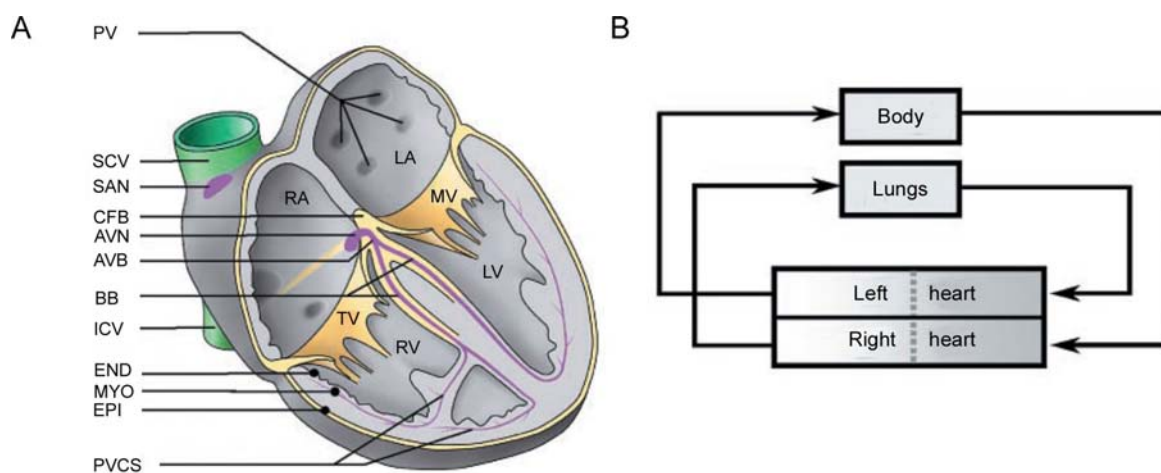 A
PV
SCV
SAN
CFB
AVN
AVB
BB
ICV
END
MYO
EPI
PVCS
LA
RA
MV
LV
TV
RV
B
Body
Lungs
Left heart
Right heart